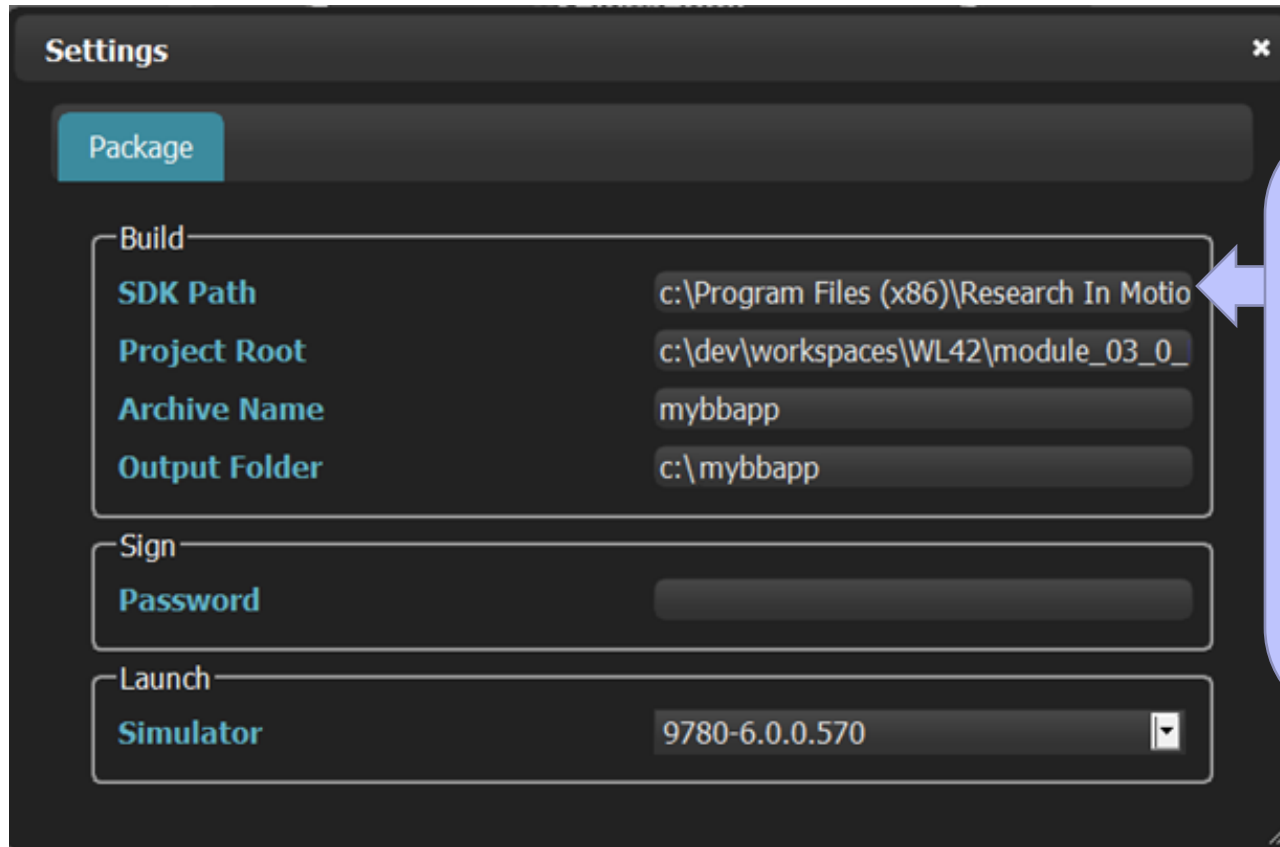 Settings
Package
Build
SDK Path c:\Program Files (x86)\Research In Motio
Project Root c:\dev\workspaces\WL42\module_03_0_
Archive Name mybbapp
Output Folder c:\mybbapp
Sign
Password
Launch
Simulator 9780-6.0.0.570